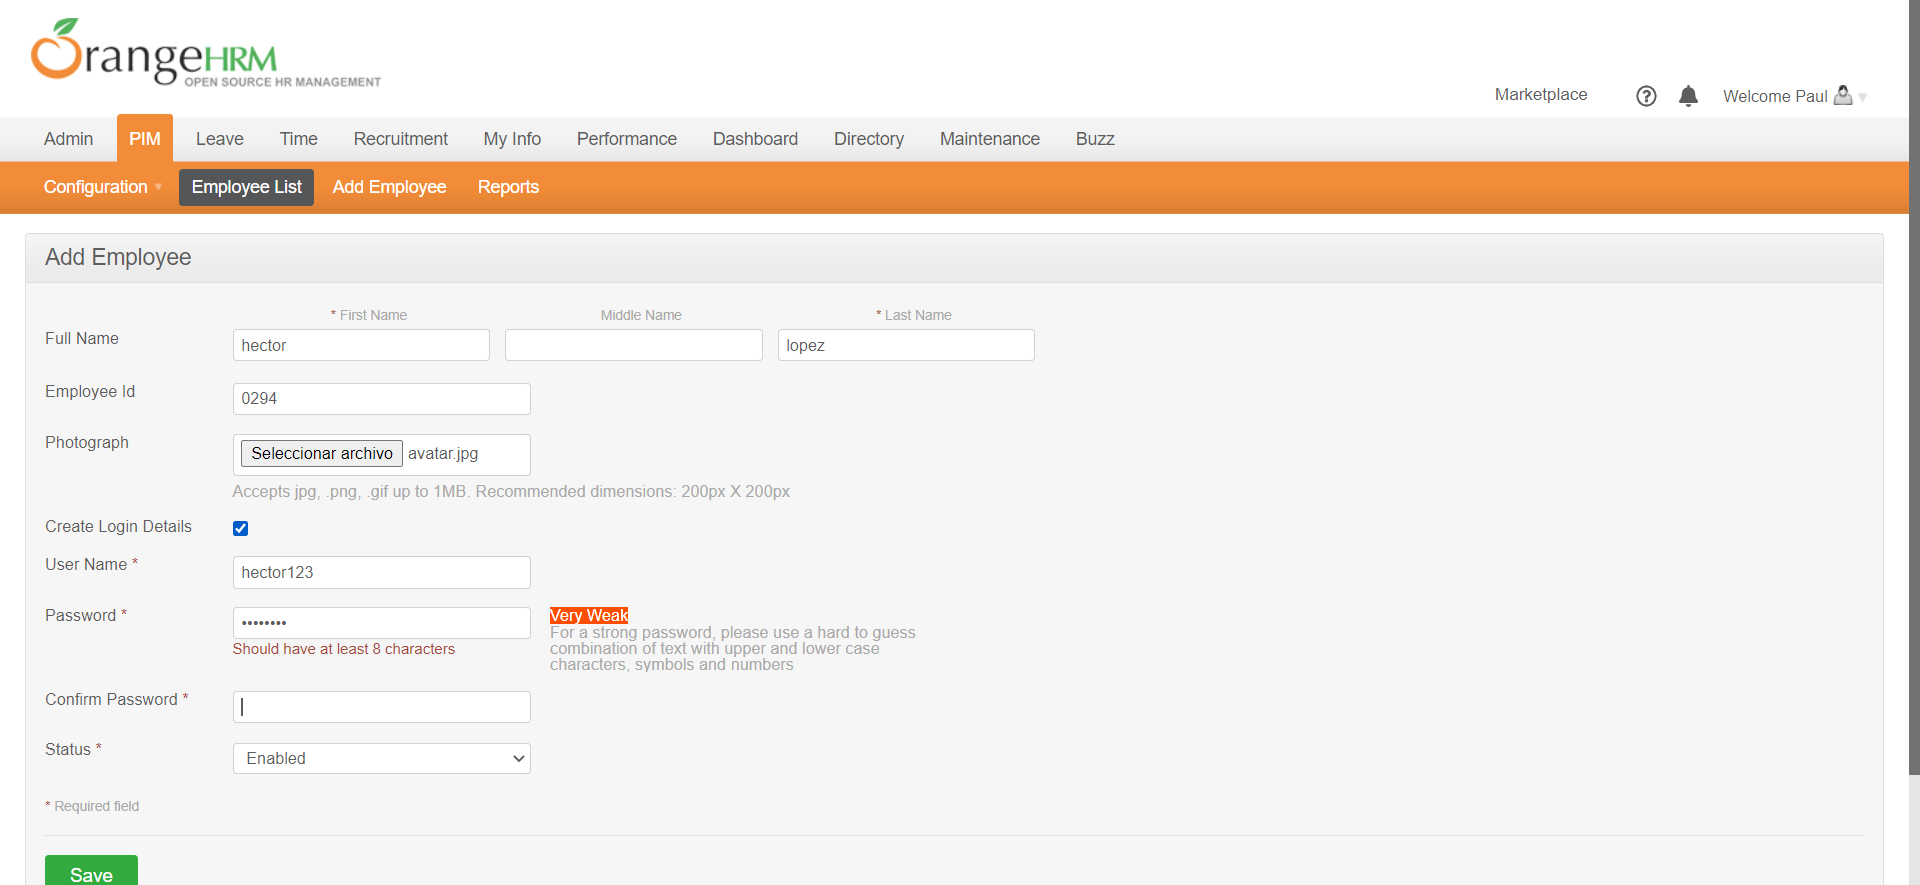 OrangeHRM
OPEN SOURCE HR MANAGEMENT
Marketplace
Welcome Paul
Admin PIM Leave Time Recruitment My Info Performance Dashboard Directory Maintenance Buzz
Configuration Employee List Add Employee Reports
Add Employee
* First Name Middle Name * Last Name
Full Name hector lopez
Employee Id 0294
Photograph Seleccionar archivo avatar.jpg
Accepts jpg, .png, .gif up to 1MB. Recommended dimensions: 200px X 200px
Create Login Details
User Name * hector123
Password * •••••••• Very Weak
Should have at least 8 characters
For a strong password, please use a hard to guess
combination of text with upper and lower case
characters, symbols and numbers
Confirm Password *
Status * Enabled
* Required field
Save